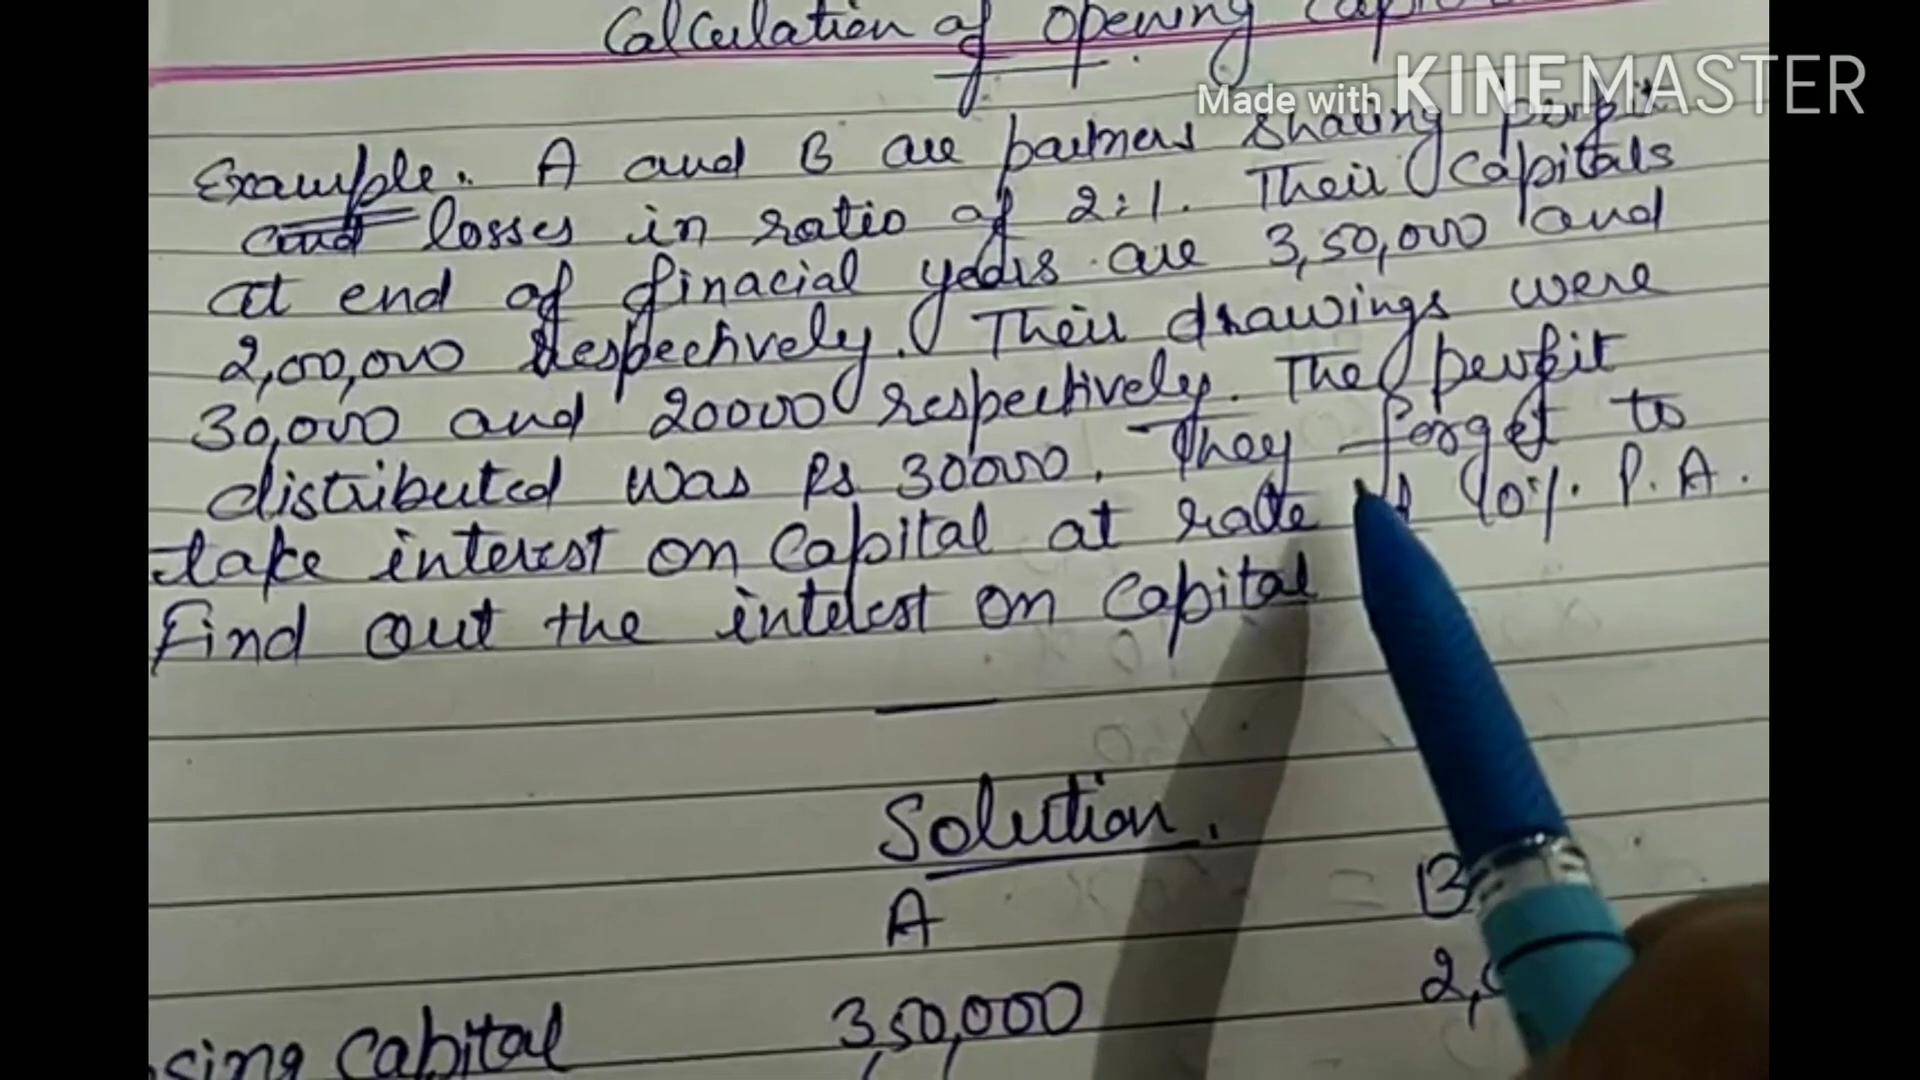 Calculation of opening
Made with KINEMASTER
Example. A and B are partners sharing
and losses in ratio of 2:1. Their capitals
at end of finacial years are 3,50,000 and
2,00,000 respectively. Their drawings were
30,000 and 20000 respectively. The
distributed was Rs 30000. They forget to
take interest on capital at rate 10% P.A.
Find out the interest on capital
Solution.
A B
sing capital 3,50,000 2,